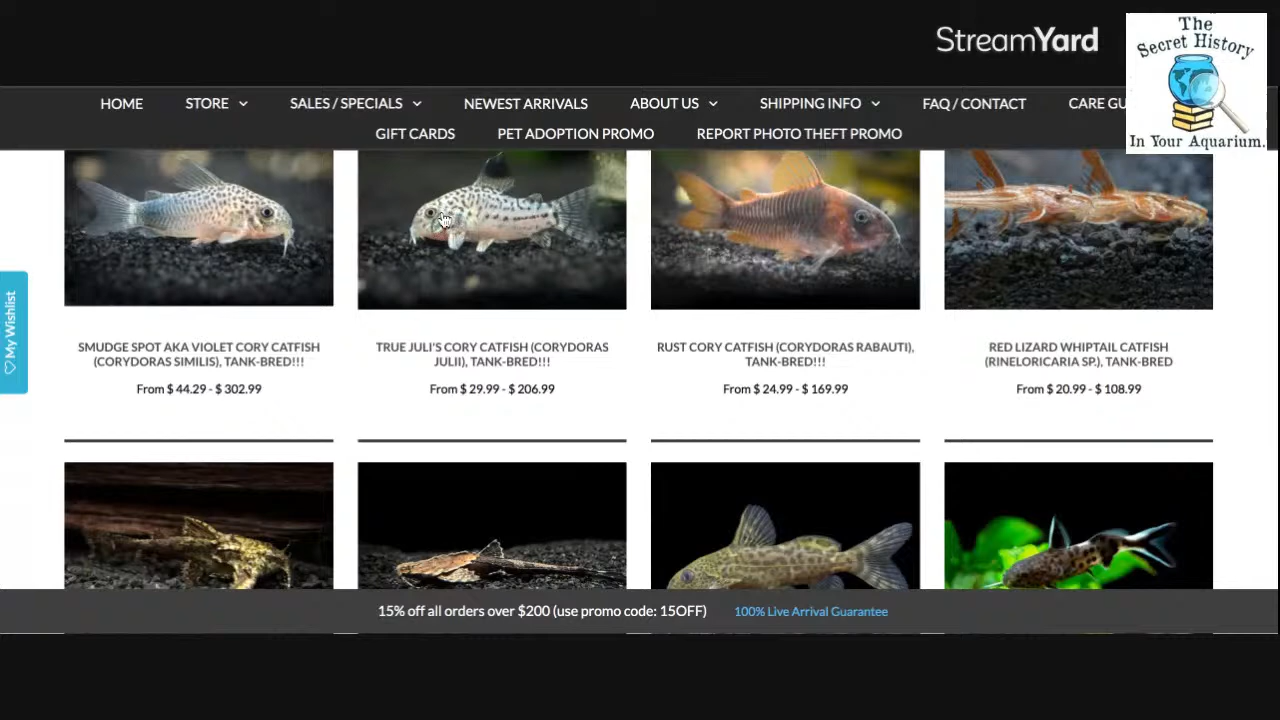 StreamYard
The
Secret History
In Your Aquarium.
HOME STORE SALES / SPECIALS NEWEST ARRIVALS ABOUT US SHIPPING INFO FAQ / CONTACT CARE GU
GIFT CARDS PET ADOPTION PROMO REPORT PHOTO THEFT PROMO
My Wishlist
SMUDGE SPOT AKA VIOLET CORY CATFISH
(CORYDORAS SIMILIS), TANK-BRED!!!
From $ 44.29 - $ 302.99
TRUE JULI'S CORY CATFISH (CORYDORAS
JULII), TANK-BRED!!!
From $ 29.99 - $ 206.99
RUST CORY CATFISH (CORYDORAS RABAUTI),
TANK-BRED!!!
From $ 24.99 - $ 169.99
RED LIZARD WHIPTAIL CATFISH
(RINELORICARIA SP.), TANK-BRED
From $ 20.99 - $ 108.99
15% off all orders over $200 (use promo code: 15OFF) 100% Live Arrival Guarantee